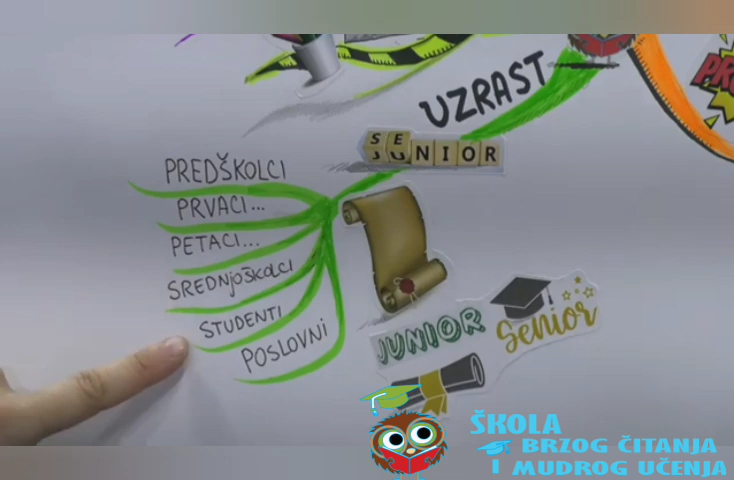 UZRAST
SENIOR
JUNIOR
PREDŠKOLCI
PRVACI...
PETACI...
SREDNJOŠKOLCI
STUDENTI
POSLOVNI
JUNIOR
Senior
ŠKOLA
BRZOG ČITANJA
I MUDROG UČENJA